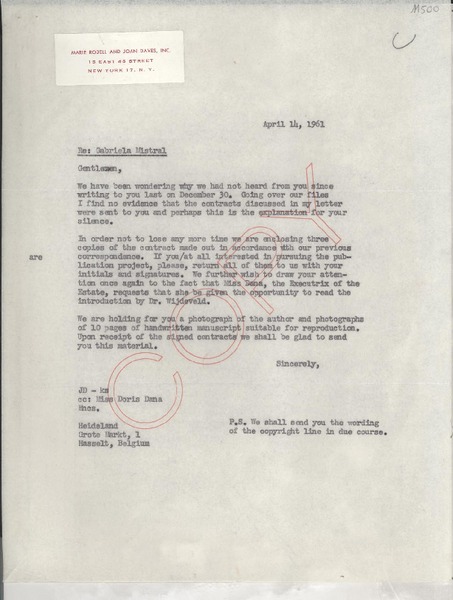 M500
MARIE RODELL AND JOAN DAVES, INC.
15 EAST 48 STREET
NEW YORK 17, N. Y.
April 14, 1961
Re: Gabriela Mistral
Gentlemen,
We have been wondering why we had not heard from you since
writing to you last on December 30. Going over our files
I find no evidence that the contracts discussed in my letter
were sent to you and perhaps this is the explanation for your
silence.
In order not to lose any more time we are enclosing three
copies of the contract made out in accordance with our previous
are correspondence. If you/at all interested in pursuing the pub-
lication project, please, return all of them to us with your
initials and signatures. We further wish to draw your atten-
tion once again to the fact that Miss Dana, the Executrix of the
Estate, requests that she be given the opportunity to read the
introduction by Dr. Wijdeveld.
We are holding for you a photograph of the author and photographs
of 10 pages of handwritten manuscript suitable for reproduction.
Upon receipt of the signed contracts we shall be glad to send
you this material.
Sincerely,
JD - ks
cc: Miss Doris Dana
Encs.
Heideland
Grote Markt, 1
Hasselt, Belgium
P.S. We shall send you the wording
of the copyright line in due course.
COPY